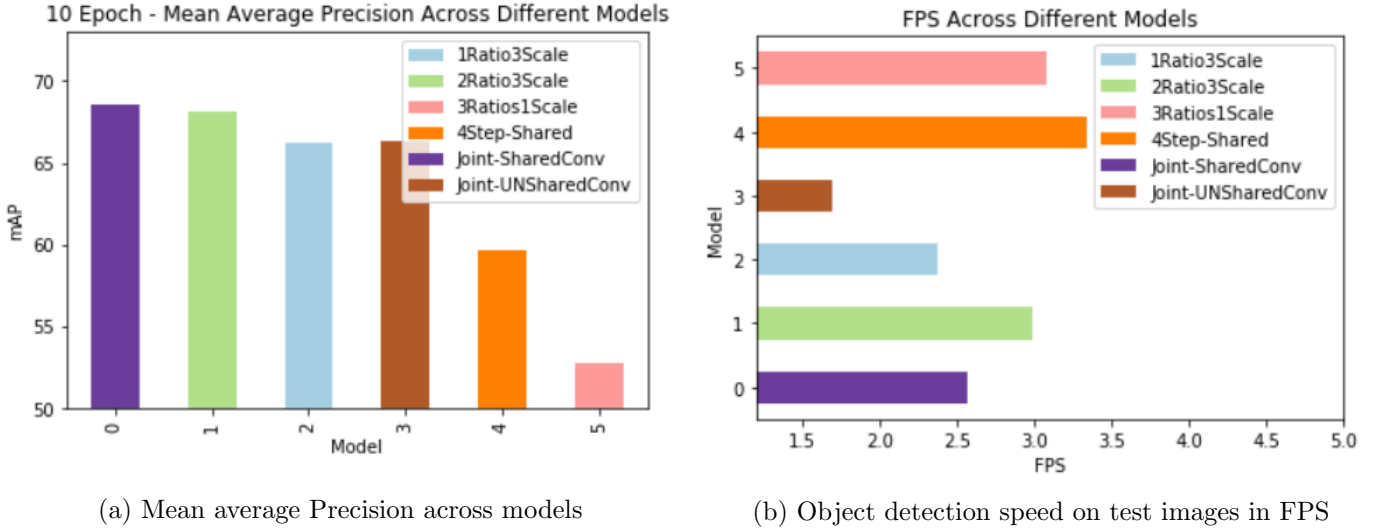 10 Epoch - Mean Average Precision Across Different Models
1Ratio3Scale
2Ratio3Scale
3Ratios1Scale
4Step-Shared
Joint-SharedConv
Joint-UNSharedConv
mAP
70
65
60
55
50
0
1
2
3
4
5
Model
(a) Mean average Precision across models
FPS Across Different Models
1Ratio3Scale
2Ratio3Scale
3Ratios1Scale
4Step-Shared
Joint-SharedConv
Joint-UNSharedConv
Model
5
4
3
2
1
0
1.5
2.0
2.5
3.0
3.5
4.0
4.5
5.0
FPS
(b) Object detection speed on test images in FPS